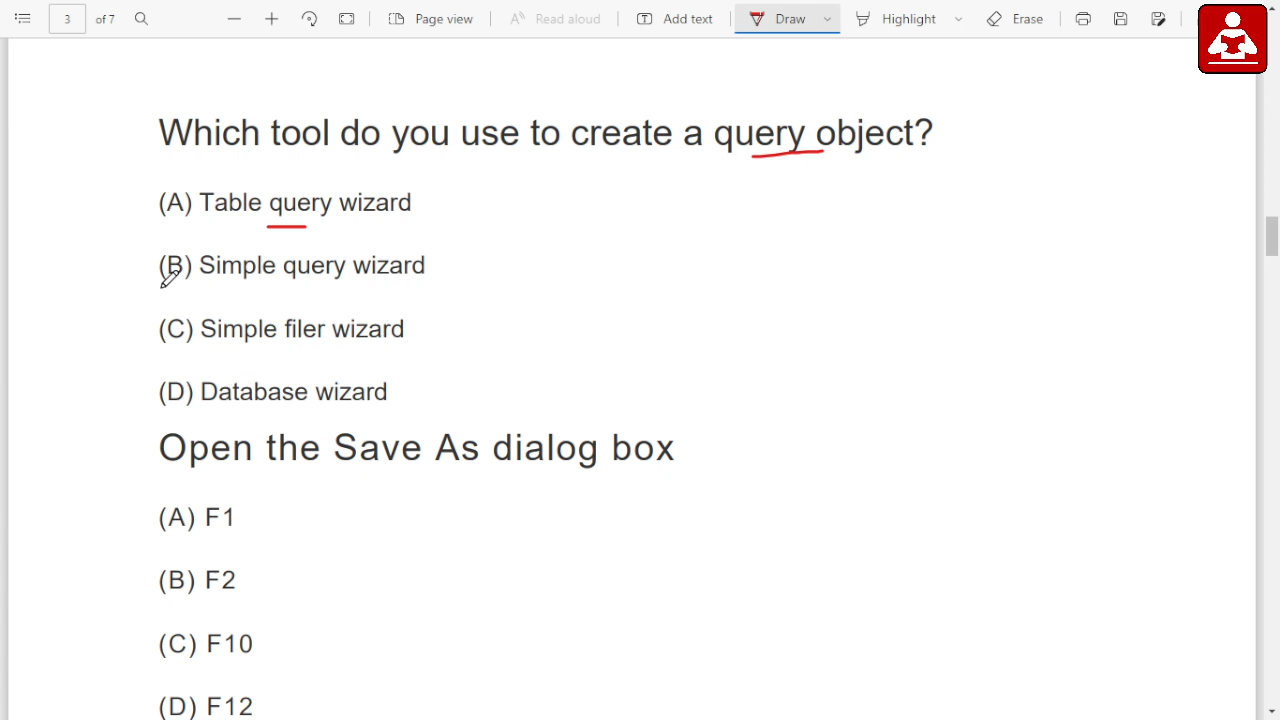 3 of 7 Page view Read aloud Add text Draw Highlight Erase
Which tool do you use to create a query object?
(A) Table query wizard
(B) Simple query wizard
(C) Simple filer wizard
(D) Database wizard
Open the Save As dialog box
(A) F1
(B) F2
(C) F10
(D) F12